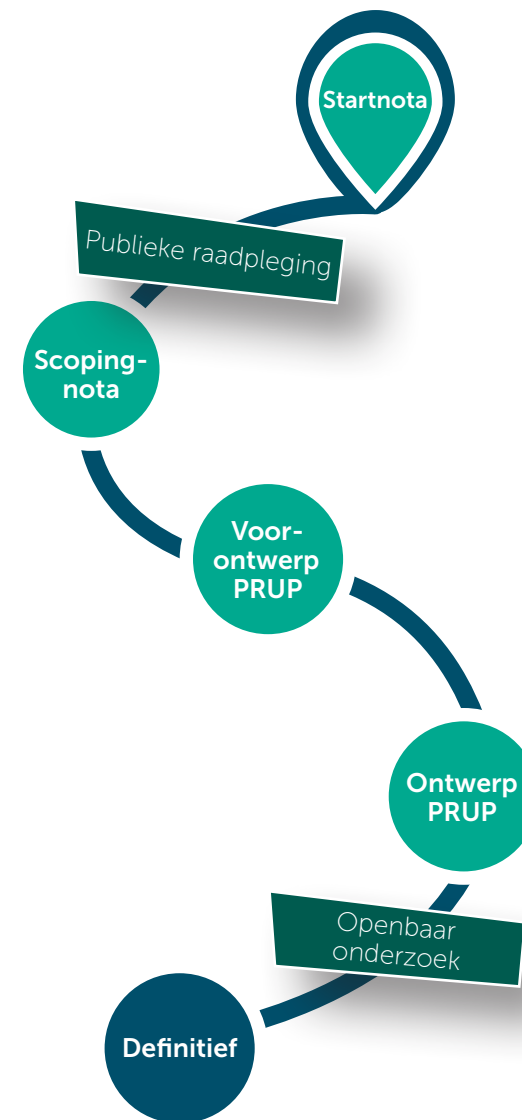 Startnota
Publieke raadpleging
Scoping-
nota
Voor-
ontwerp
PRUP
Ontwerp
PRUP
Openbaar
onderzoek
Definitief